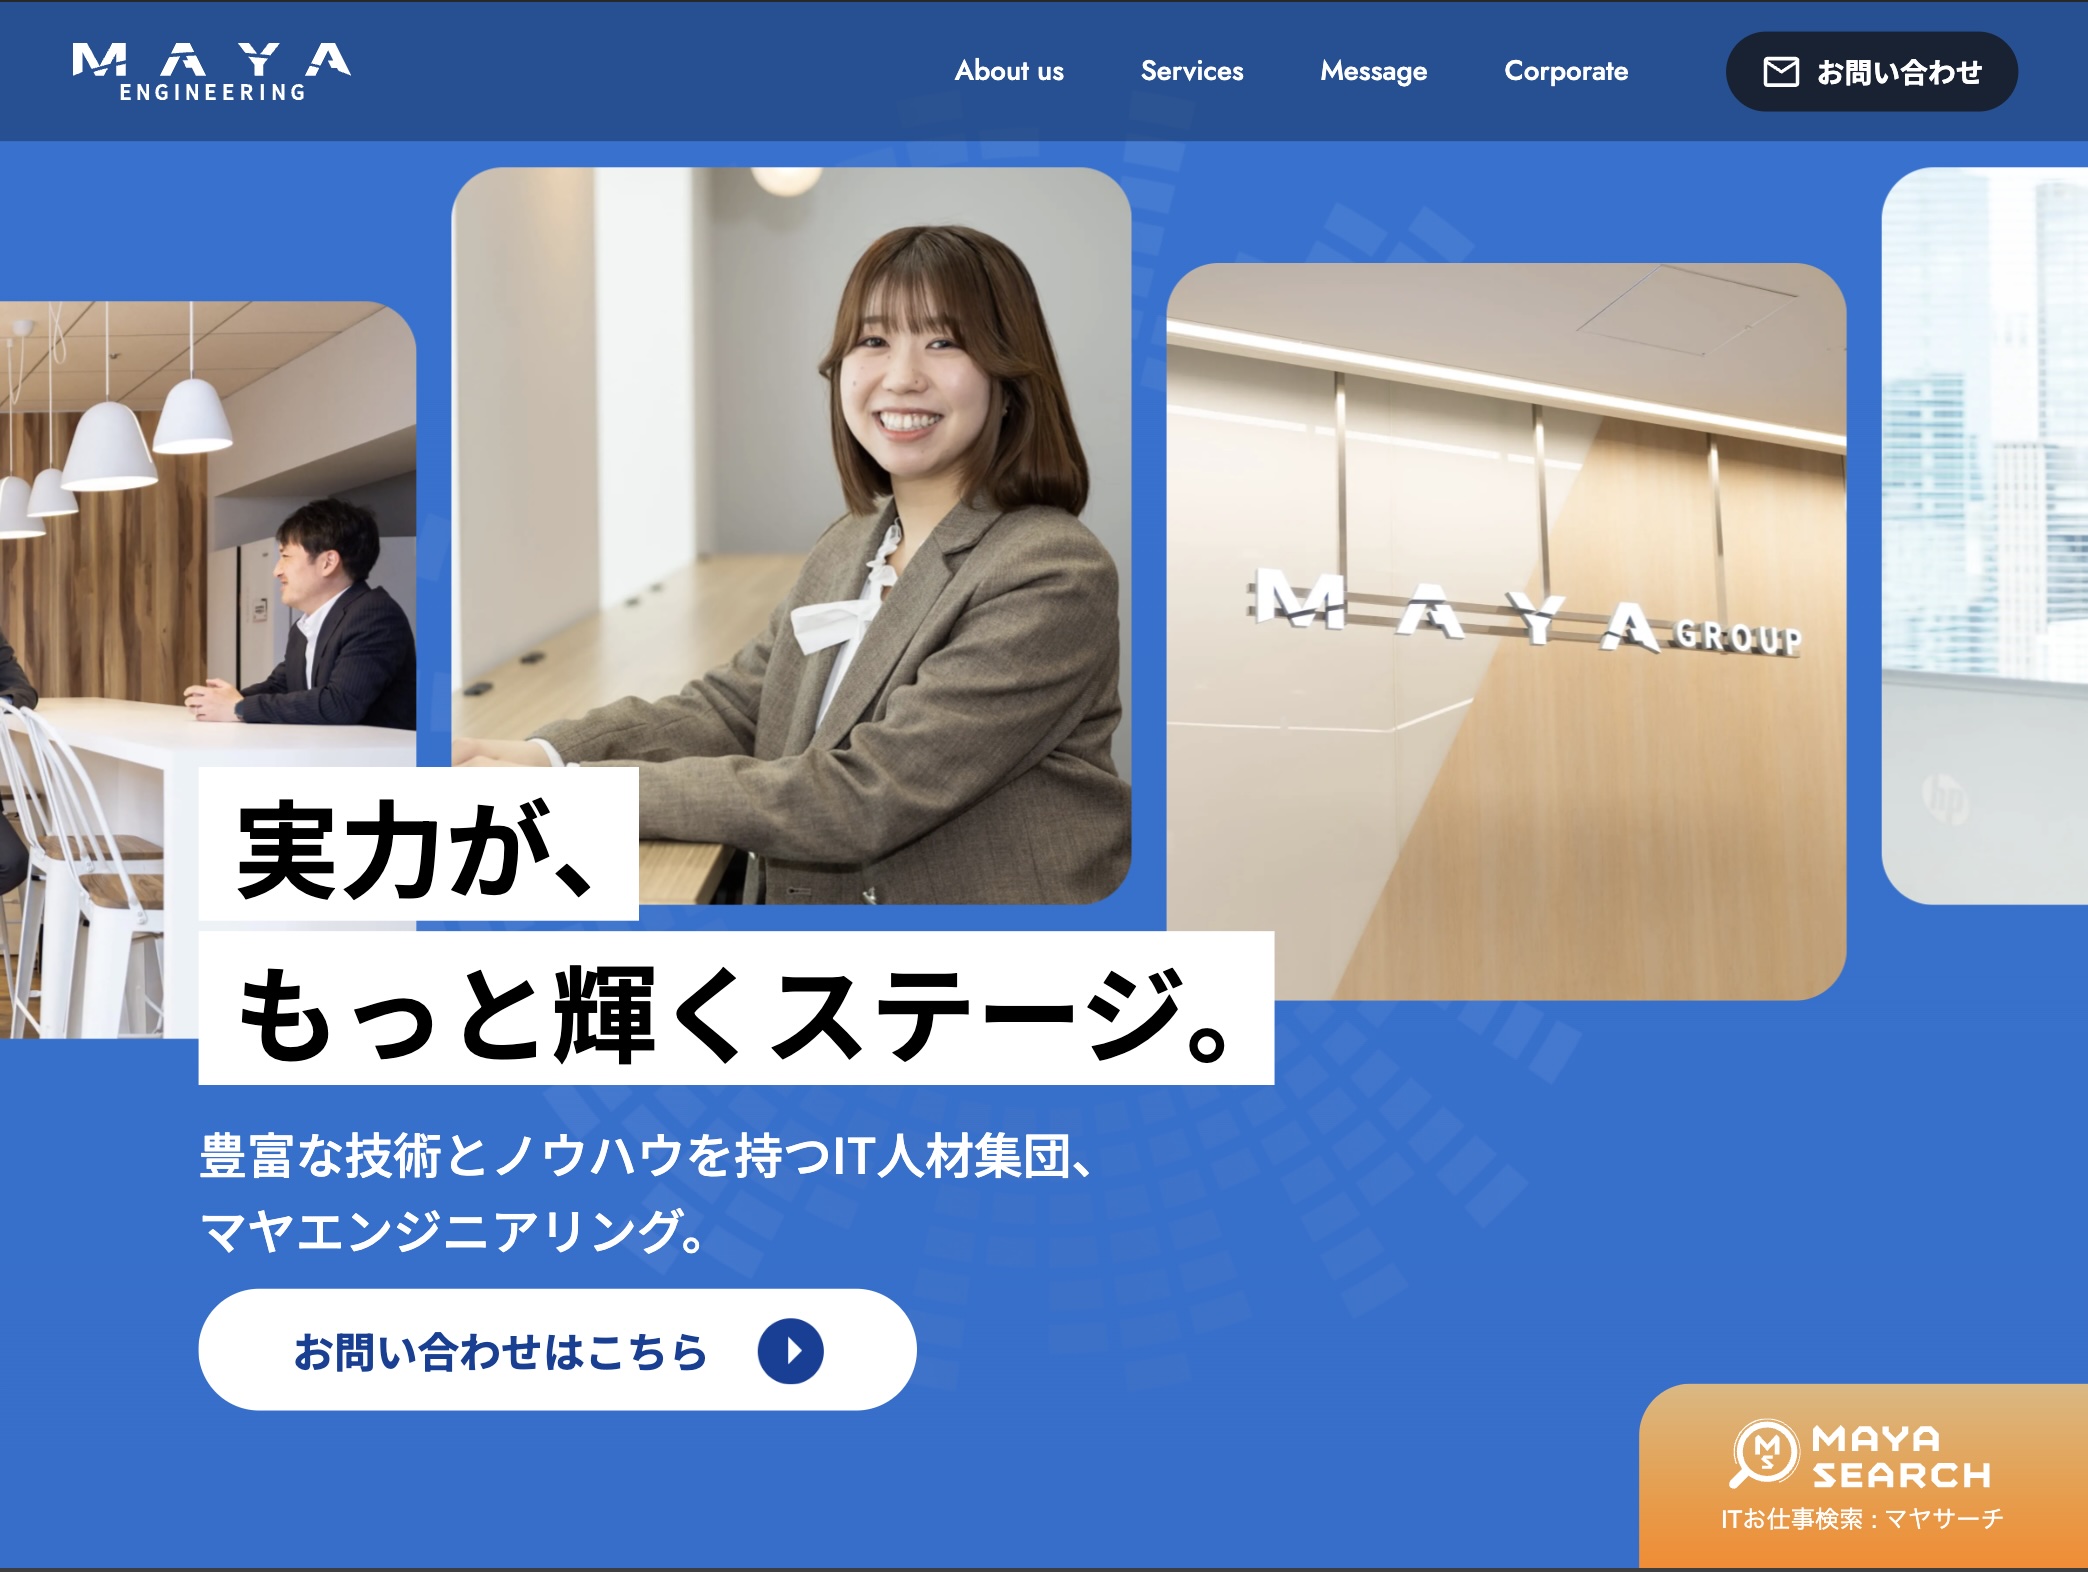 MAYA
ENGINEERING
About us
Services
Message
Corporate
お問い合わせ
MAYA GROUP
hp
実力が、
もっと輝くステージ。
豊富な技術とノウハウを持つIT人材集団、
マヤエンジニアリング。
お問い合わせはこちら
MS
MAYA
SEARCH
ITお仕事検索：マヤサーチ